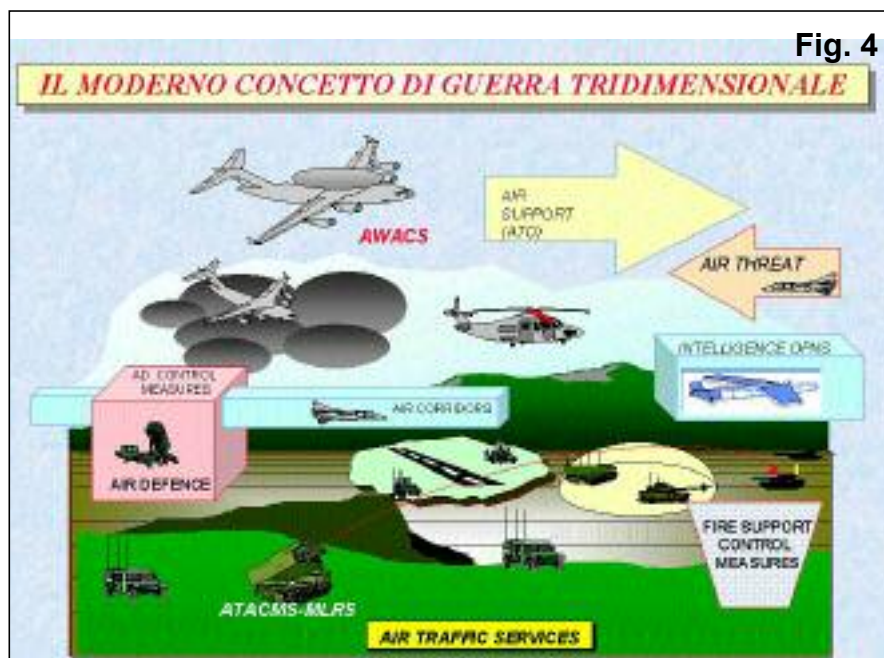 Fig. 4
IL MODERNO CONCETTO DI GUERRA TRIDIMENSIONALE
AIR
SUPPORT
(ATO)
AWACS
AIR THREAT
INTELLIGENCE OPNS
AD CONTROL
MEASURES
AIR CORRIDORS
AIR DEFENCE
FIRE SUPPORT
CONTROL
MEASURES
ATACMS-MLRS
AIR TRAFFIC SERVICES